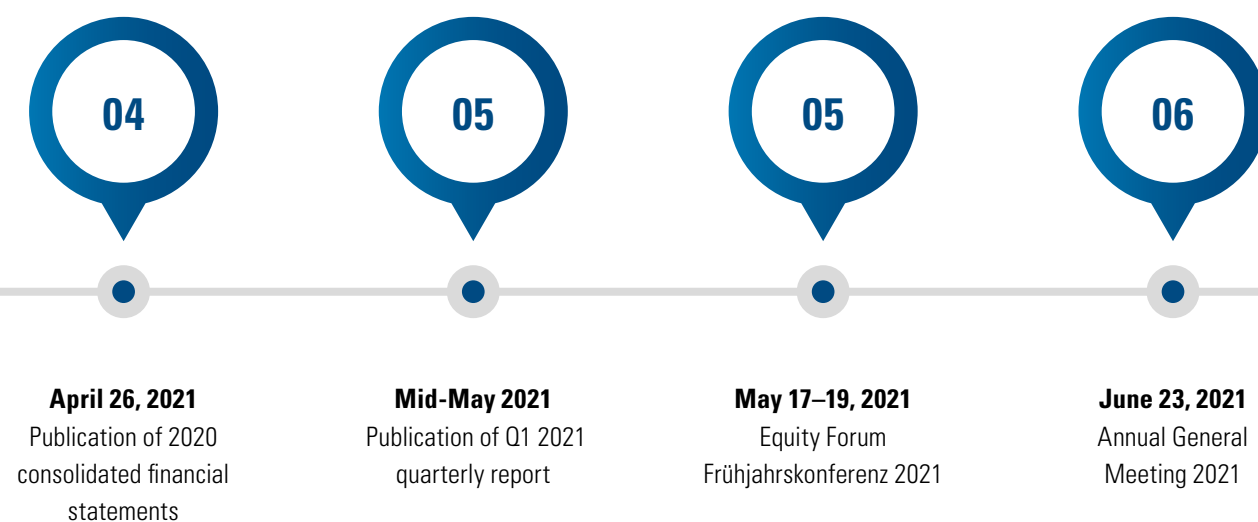 04
05
05
06
April 26, 2021
Publication of 2020
consolidated financial
statements
Mid-May 2021
Publication of Q1 2021
quarterly report
May 17–19, 2021
Equity Forum
Frühjahrskonferenz 2021
June 23, 2021
Annual General
Meeting 2021